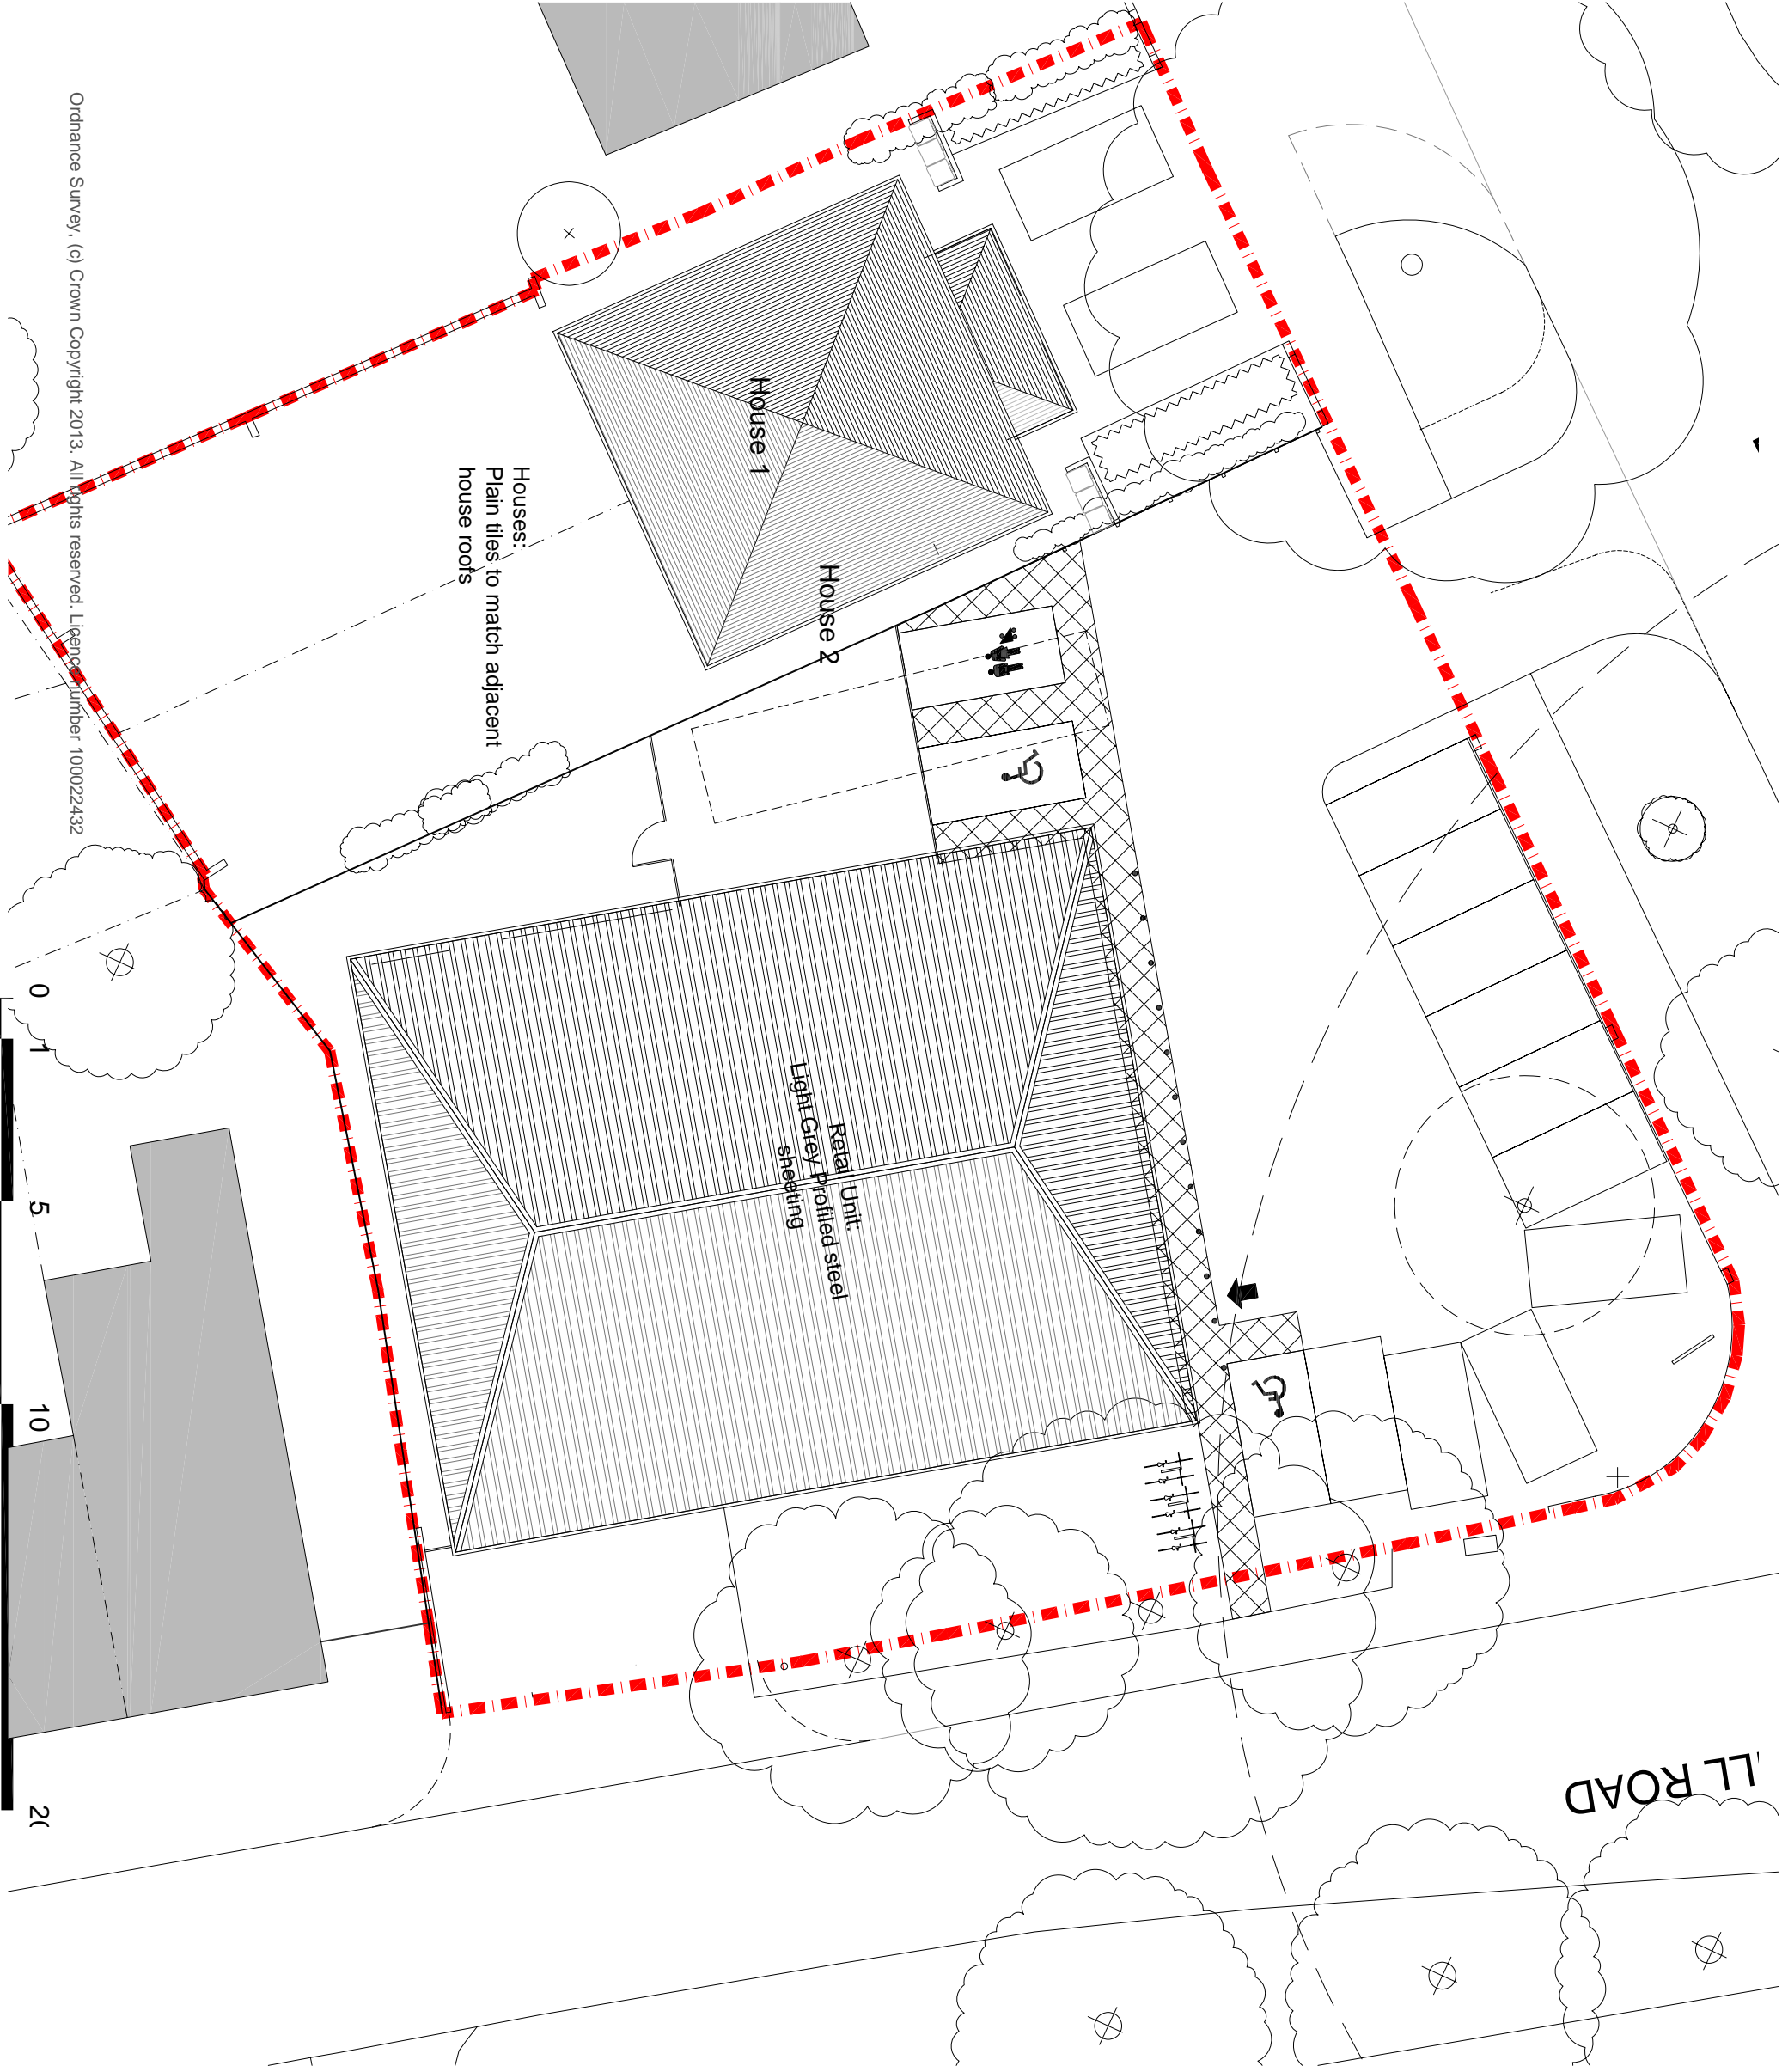 LL ROAD
House 1
House 2
Houses:
Plain tiles to match adjacent
house roofs
Retail Unit:
Light Grey Profiled steel
sheeting
Ordnance Survey, (c) Crown Copyright 2013. All rights reserved. Licence number 100022432
0 1 5 10 20